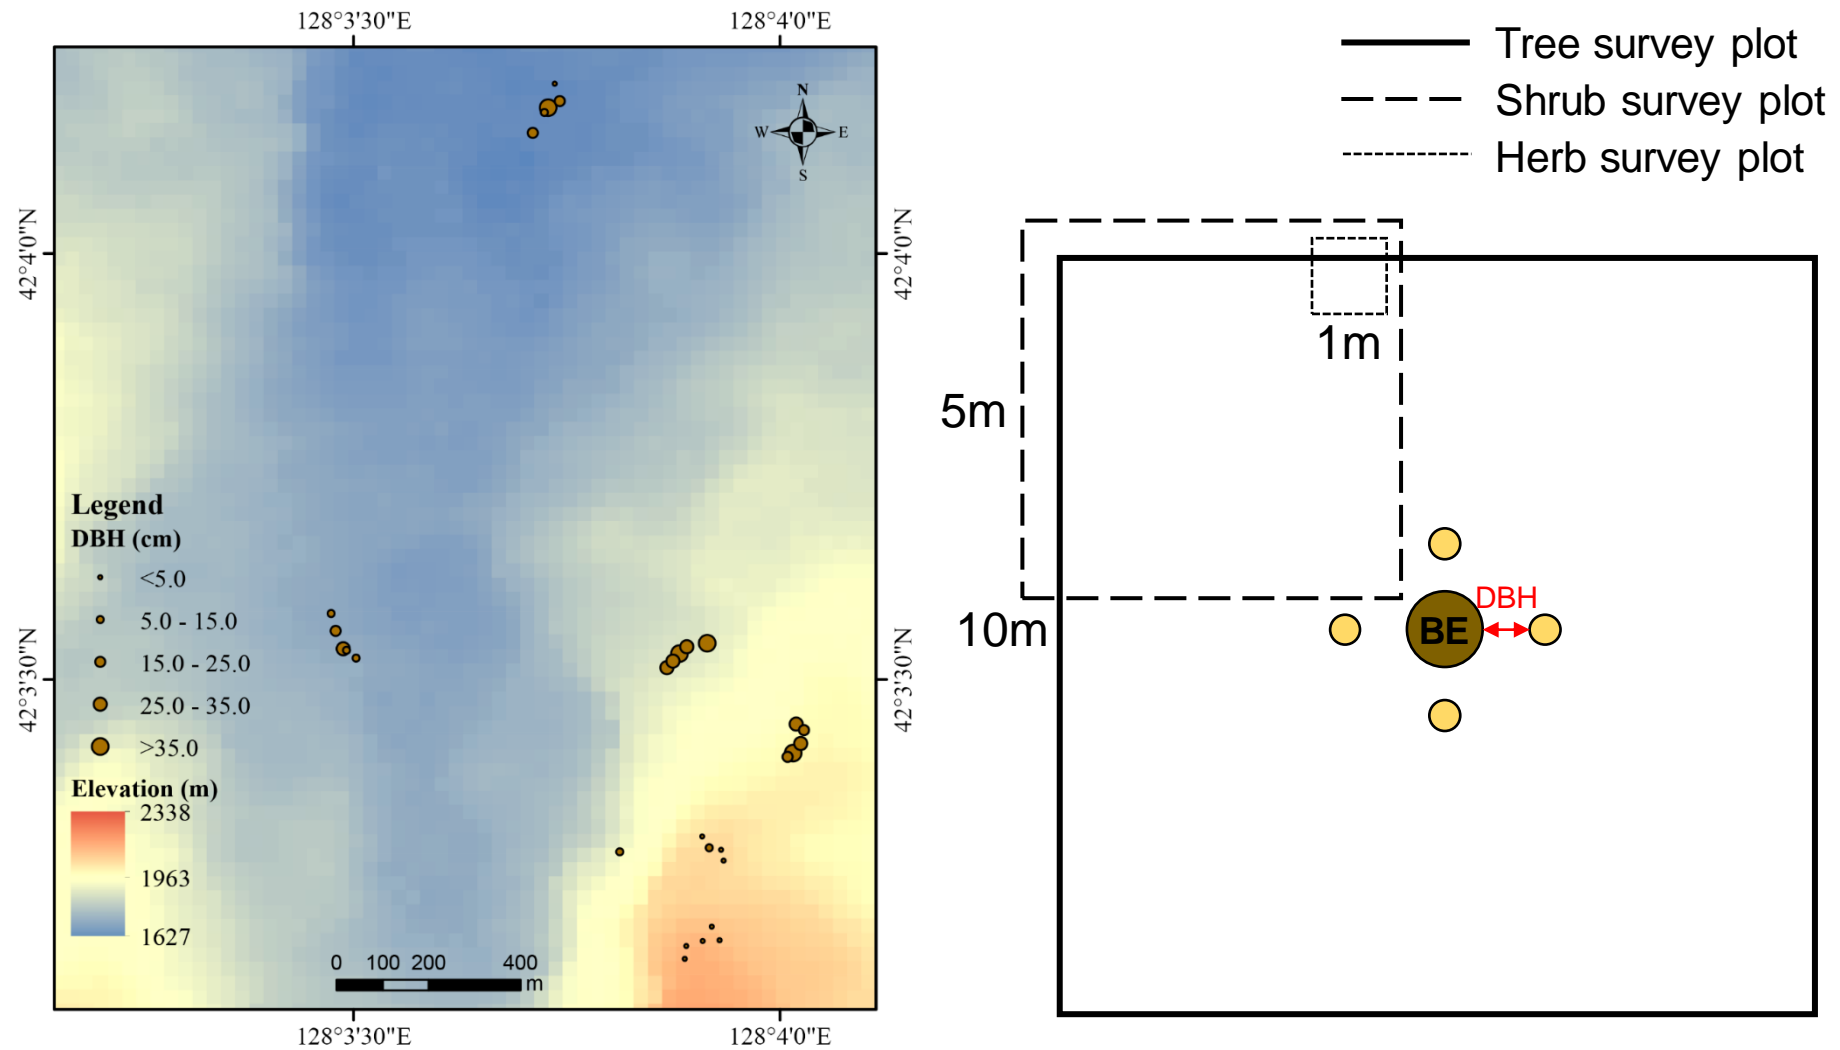 128°3'30"E
128°4'0"E
N
W
E
S
42°4'0"N
42°4'0"N
42°3'30"N
42°3'30"N
Legend
DBH (cm)
<5.0
5.0 - 15.0
15.0 - 25.0
25.0 - 35.0
>35.0
Elevation (m)
2338
1963
1627
0 100 200 400
m
128°3'30"E
128°4'0"E
Tree survey plot
Shrub survey plot
Herb survey plot
1m
5m
10m
DBH
BE